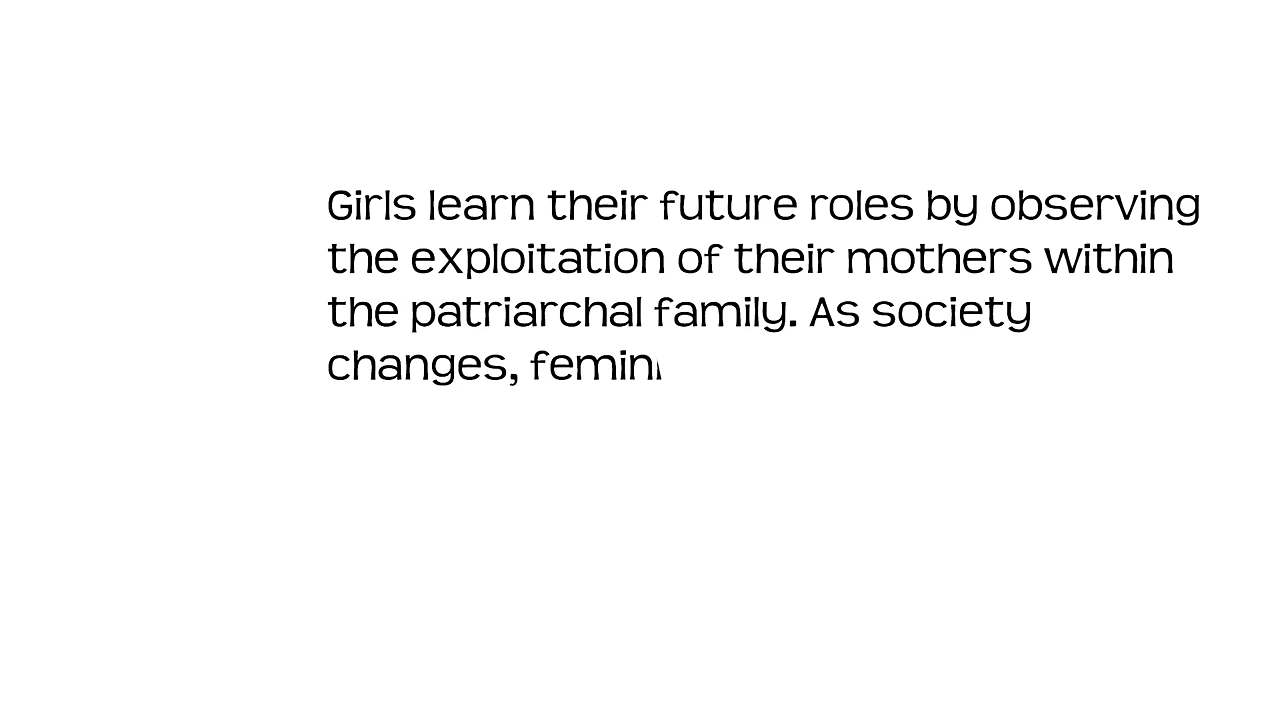 Girls learn their future roles by observing
the exploitation of their mothers within
the patriarchal family. As society
changes, femin